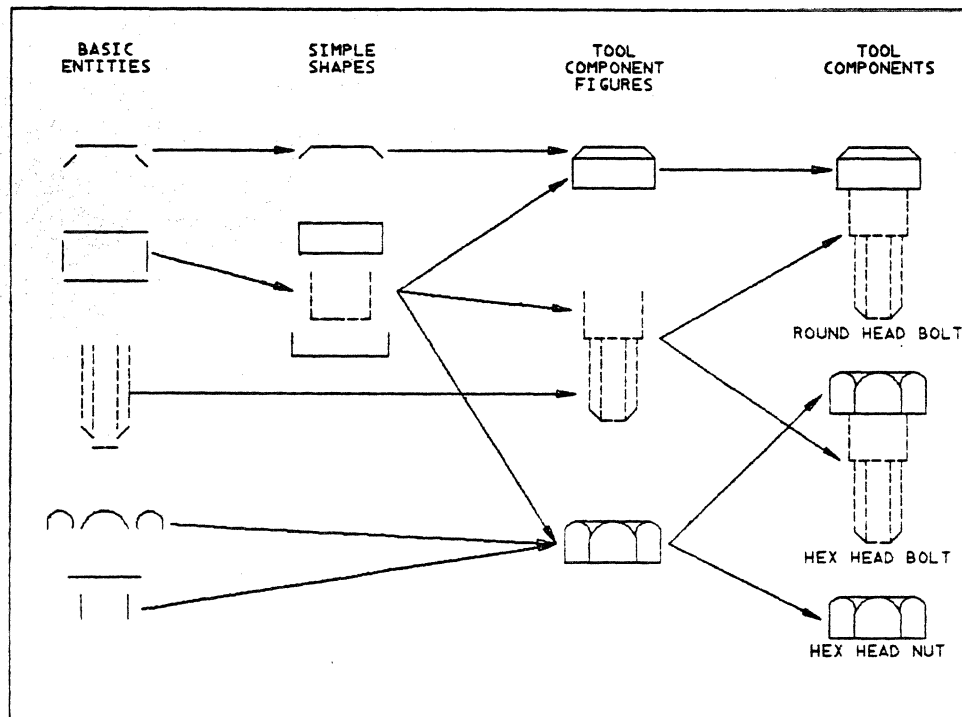 BASIC
ENTITIES
SIMPLE
SHAPES
TOOL
COMPONENT
FIGURES
TOOL
COMPONENTS
ROUND HEAD BOLT
HEX HEAD BOLT
HEX HEAD NUT